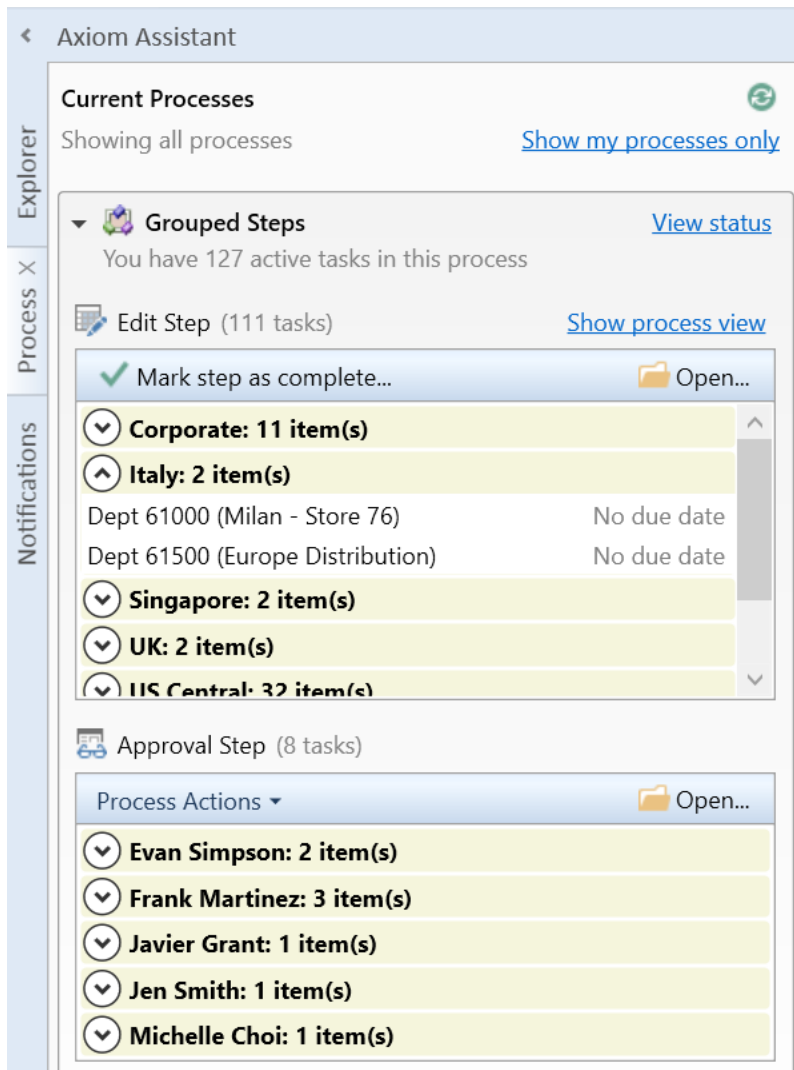 Axiom Assistant
Explorer
Process X
Notifications
Current Processes
Showing all processes Show my processes only
Grouped Steps View status
You have 127 active tasks in this process
Edit Step (111 tasks) Show process view
Mark step as complete... Open...
Corporate: 11 item(s)
Italy: 2 item(s)
Dept 61000 (Milan - Store 76) No due date
Dept 61500 (Europe Distribution) No due date
Singapore: 2 item(s)
UK: 2 item(s)
US Central: 32 item(s)
Approval Step (8 tasks)
Process Actions Open...
Evan Simpson: 2 item(s)
Frank Martinez: 3 item(s)
Javier Grant: 1 item(s)
Jen Smith: 1 item(s)
Michelle Choi: 1 item(s)